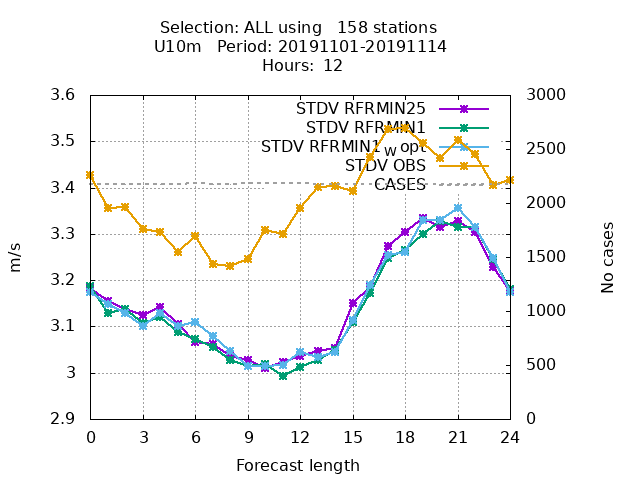 Selection: ALL using   158 stations
U10m   Period: 20191101-20191114
Hours:  12
STDV RFRMIN25
STDV RFRMIN1
STDV RFRMIN1_W opt
STDV OBS
CASES
3.6
3.5
3.4
3.3
3.2
3.1
3
2.9
3000
2500
2000
1500
1000
500
0
m/s
No cases
0 3 6 9 12 15 18 21 24
Forecast length